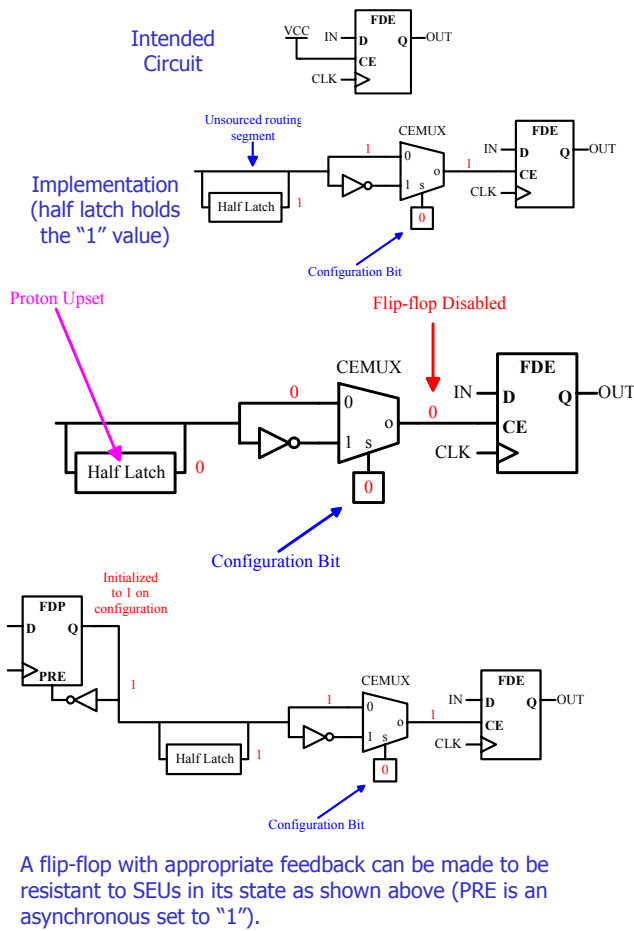 Intended
Circuit
VCC
IN
CLK
FDE
D Q
CE
OUT
Unsourced routing
segment
Implementation
(half latch holds
the “1” value)
Half Latch
1
1
CEMUX
0
1 s
o
0
1
Configuration Bit
IN
CLK
FDE
D Q
CE
OUT
Proton Upset
Flip-flop Disabled
Half Latch
0
0
CEMUX
0
1 s
o
0
0
Configuration Bit
IN
CLK
FDE
D Q
CE
OUT
Initialized
to 1 on
configuration
FDP
D Q
PRE
1
Half Latch
1
1
CEMUX
0
1 s
o
0
1
Configuration Bit
IN
CLK
FDE
D Q
CE
OUT
A flip-flop with appropriate feedback can be made to be
resistant to SEUs in its state as shown above (PRE is an
asynchronous set to “1”).